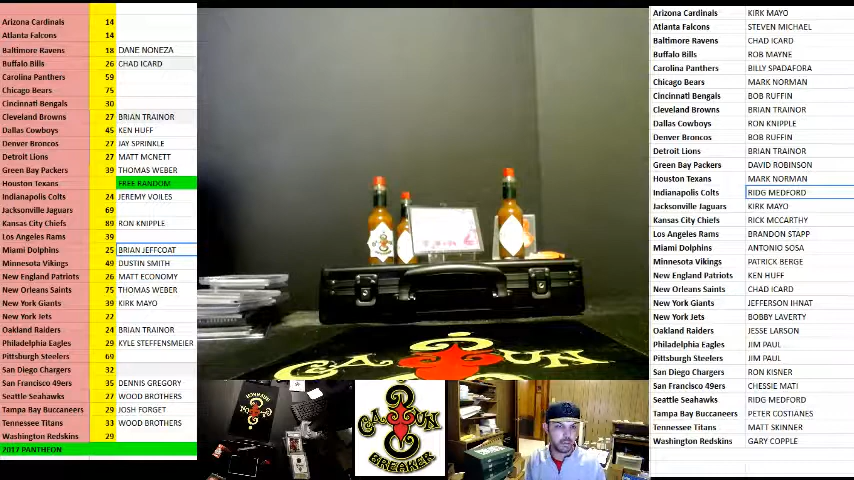 Arizona Cardinals 14
Atlanta Falcons 14
Baltimore Ravens 18 DANE NONEZA
Buffalo Bills 26 CHAD ICARD
Carolina Panthers 59
Chicago Bears 75
Cincinnati Bengals 30
Cleveland Browns 27 BRIAN TRAINOR
Dallas Cowboys 45 KEN HUFF
Denver Broncos 27 JAY SPRINKLE
Detroit Lions 27 MATT MCNETT
Green Bay Packers 39 THOMAS WEBER
Houston Texans FREE RANDOM
Indianapolis Colts 24 JEREMY VOILES
Jacksonville Jaguars 69
Kansas City Chiefs 89 RON KNIPPLE
Los Angeles Rams 39
Miami Dolphins 25 BRIAN JEFFCOAT
Minnesota Vikings 49 DUSTIN SMITH
New England Patriots 26 MATT ECONOMY
New Orleans Saints 75 THOMAS WEBER
New York Giants 39 KIRK MAYO
New York Jets 22
Oakland Raiders 24 BRIAN TRAINOR
Philadelphia Eagles 29 KYLE STEFFENSMEIER
Pittsburgh Steelers 69
San Diego Chargers 32
San Francisco 49ers 35 DENNIS GREGORY
Seattle Seahawks 27 WOOD BROTHERS
Tampa Bay Buccaneers 29 JOSH FORGET
Tennessee Titans 33 WOOD BROTHERS
Washington Redskins 29
2017 PANTHEON
CAJUN
CAJUN
BREAKER
Arizona Cardinals KIRK MAYO
Atlanta Falcons STEVEN MICHAEL
Baltimore Ravens CHAD ICARD
Buffalo Bills ROB MAYNE
Carolina Panthers BILLY SPADAFORA
Chicago Bears MARK NORMAN
Cincinnati Bengals BOB RUFFIN
Cleveland Browns BRIAN TRAINOR
Dallas Cowboys RON KNIPPLE
Denver Broncos BOB RUFFIN
Detroit Lions BRIAN TRAINOR
Green Bay Packers DAVID ROBINSON
Houston Texans MARK NORMAN
Indianapolis Colts RIDG MEDFORD
Jacksonville Jaguars KIRK MAYO
Kansas City Chiefs RICK MCCARTHY
Los Angeles Rams BRANDON STAPP
Miami Dolphins ANTONIO SOSA
Minnesota Vikings PATRICK BERGE
New England Patriots KEN HUFF
New Orleans Saints CHAD ICARD
New York Giants JEFFERSON IHNAT
New York Jets BOBBY LAVERTY
Oakland Raiders JESSE LARSON
Philadelphia Eagles JIM PAUL
Pittsburgh Steelers JIM PAUL
San Diego Chargers RON KISNER
San Francisco 49ers CHESSIE MATI
Seattle Seahawks RIDG MEDFORD
Tampa Bay Buccaneers PETER COSTIANES
Tennessee Titans MATT SKINNER
Washington Redskins GARY COPPLE